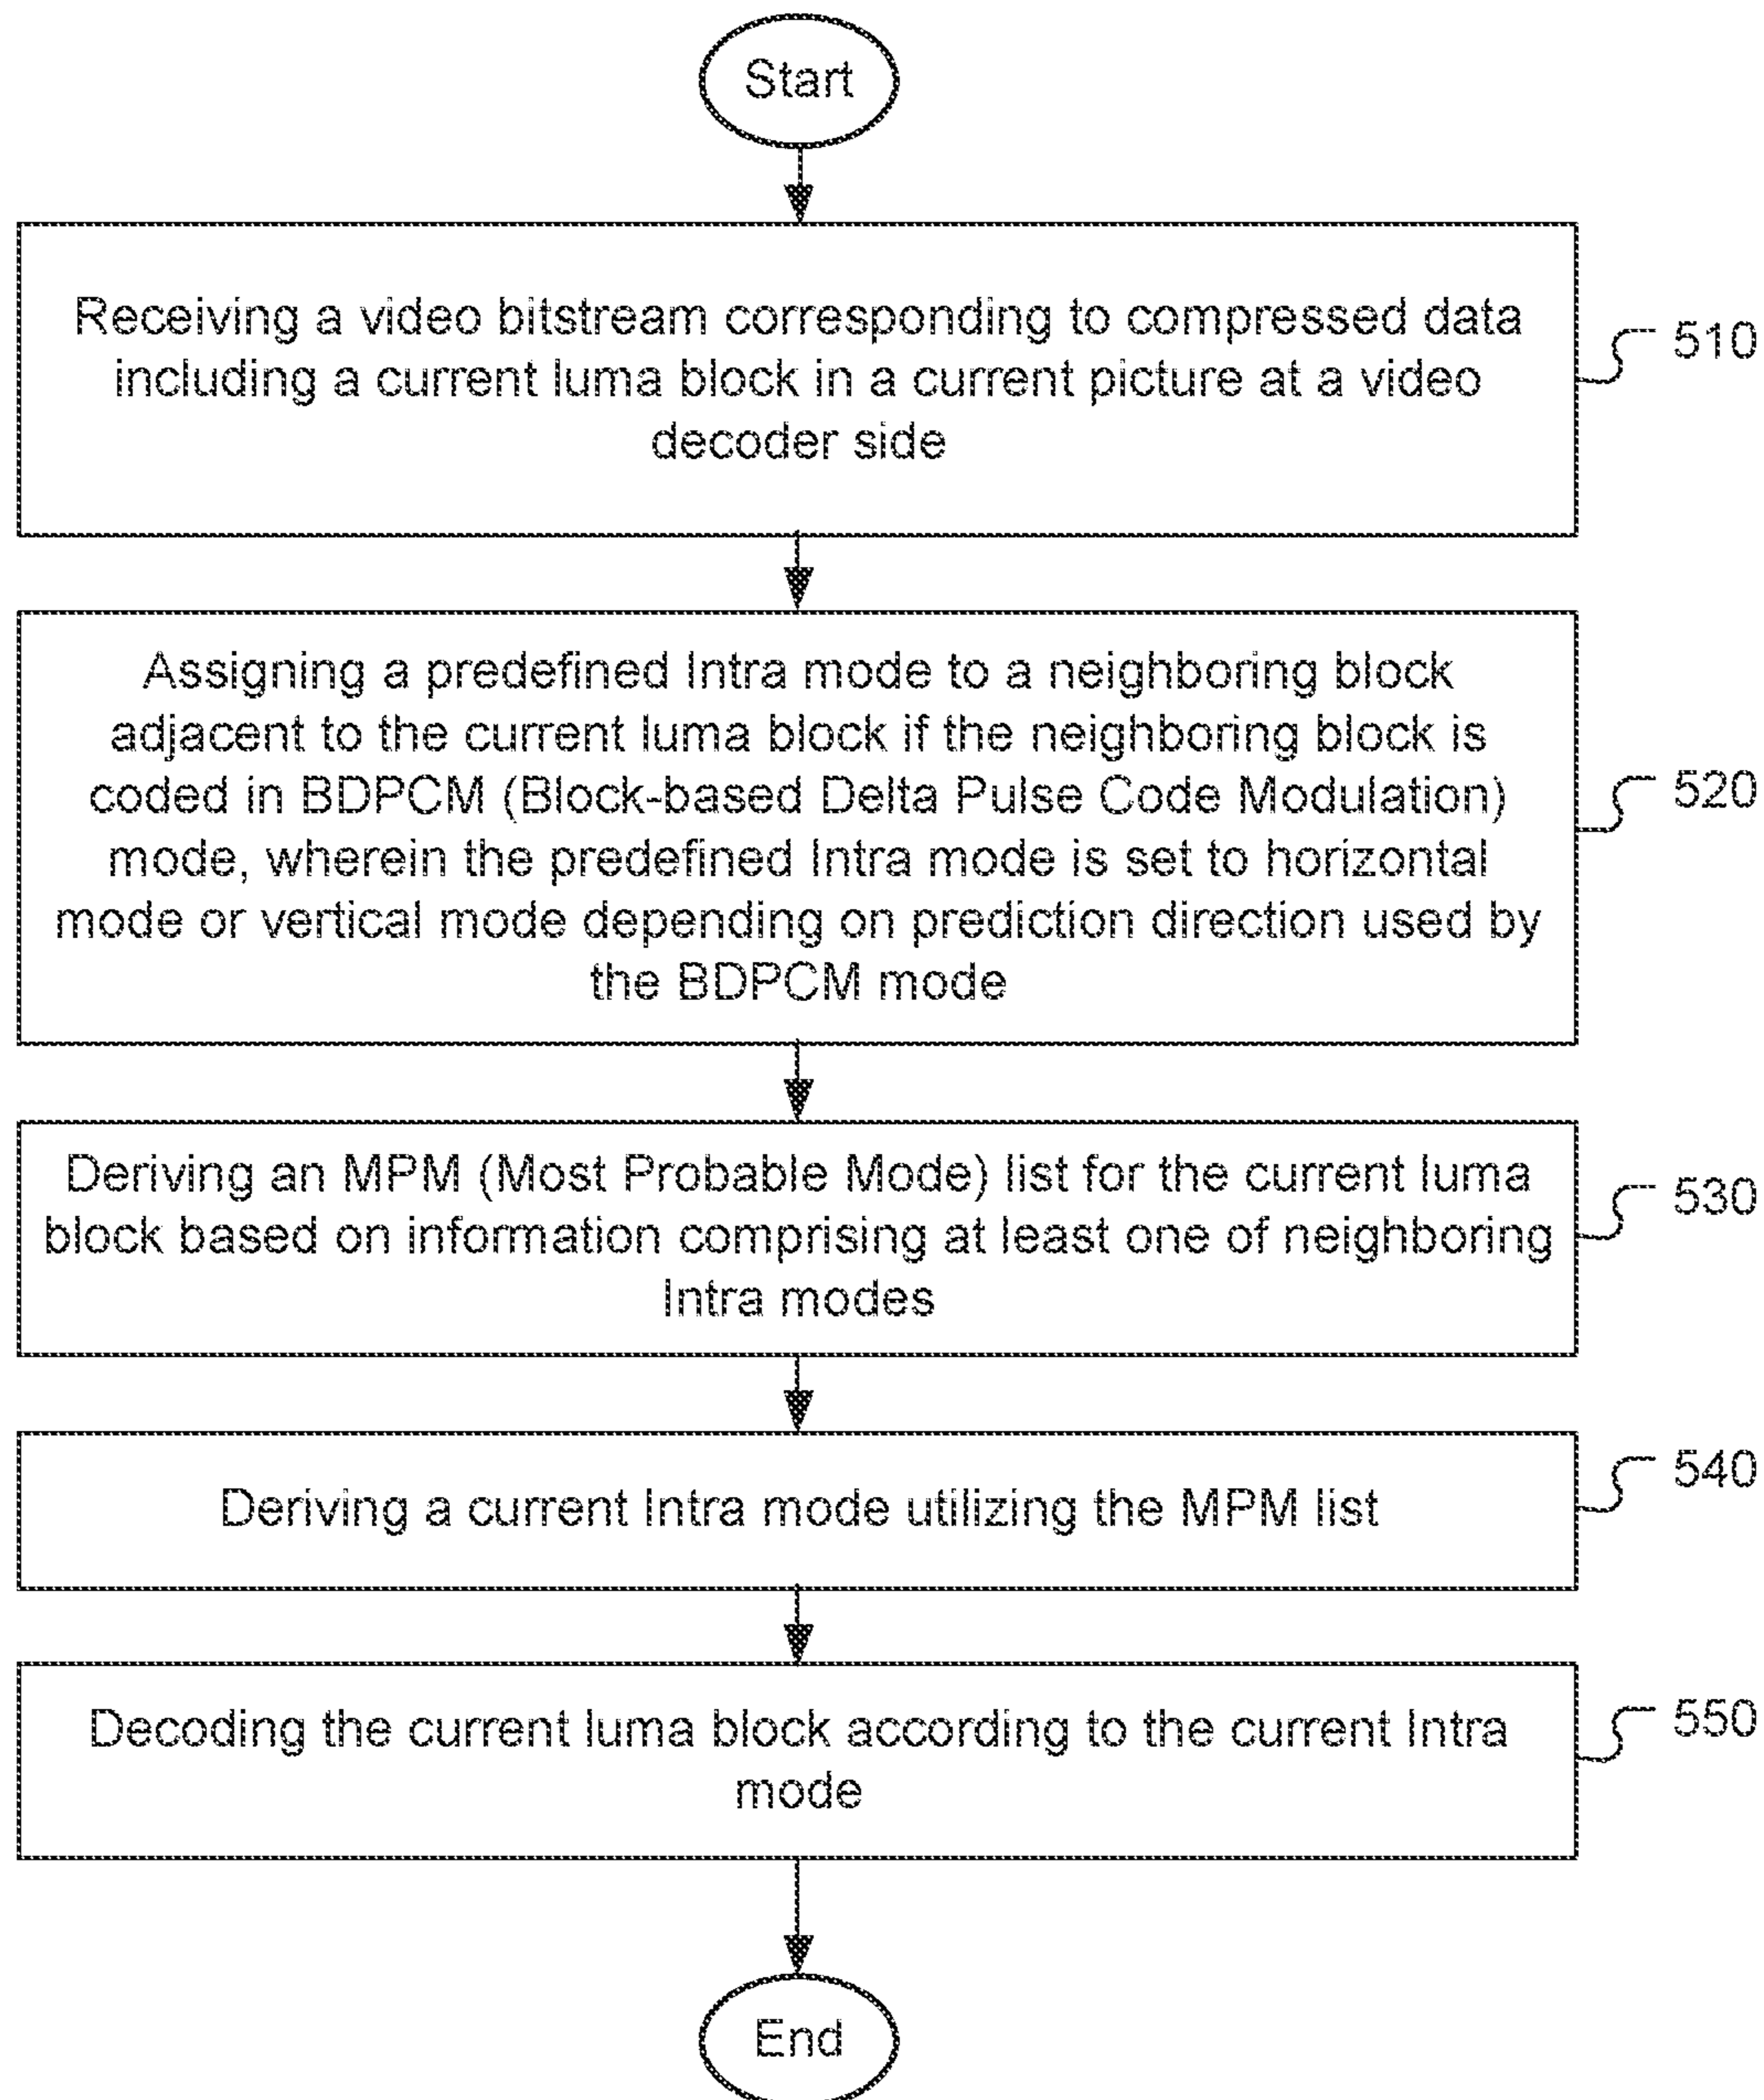 Start
Receiving a video bitstream corresponding to compressed data
including a current luma block in a current picture at a video
decoder side
510
Assigning a predefined Intra mode to a neighboring block
adjacent to the current luma block if the neighboring block is
coded in BDPCM (Block-based Delta Pulse Code Modulation)
mode, wherein the predefined Intra mode is set to horizontal
mode or vertical mode depending on prediction direction used by
the BDPCM mode
520
Deriving an MPM (Most Probable Mode) list for the current luma
block based on information comprising at least one of neighboring
Intra modes
530
Deriving a current Intra mode utilizing the MPM list
540
Decoding the current luma block according to the current Intra
mode
550
End